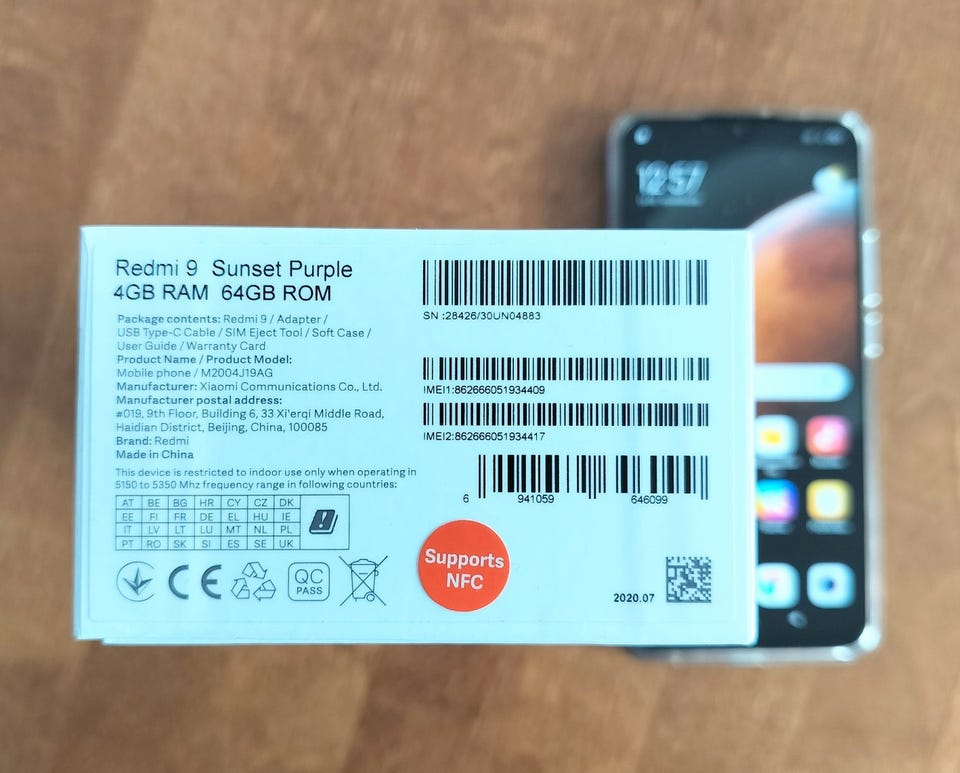 Redmi 9 Sunset Purple
4GB RAM 64GB ROM
Package contents: Redmi 9 / Adapter /
USB Type-C Cable / SIM Eject Tool / Soft Case /
User Guide / Warranty Card
Product Name / Product Model:
Mobile phone / M2004J19AG
Manufacturer: Xiaomi Communications Co., Ltd.
Manufacturer postal address:
#019, 9th Floor, Building 6, 33 Xi'erqi Middle Road,
Haidian District, Beijing, China, 100085
Brand: Redmi
Made in China
This device is restricted to indoor use only when operating in
5150 to 5350 Mhz frequency range in following countries:
AT BE BG HR CY CZ DK
EE FI FR DE EL HU IE
IT LV LT LU MT NL PL
PT RO SK SI ES SE UK
CE
QC
PASS
SN :28426/30UN04883
IMEI1:862666051934409
IMEI2:862666051934417
6 941059 646099
Supports
NFC
2020.07
12:57